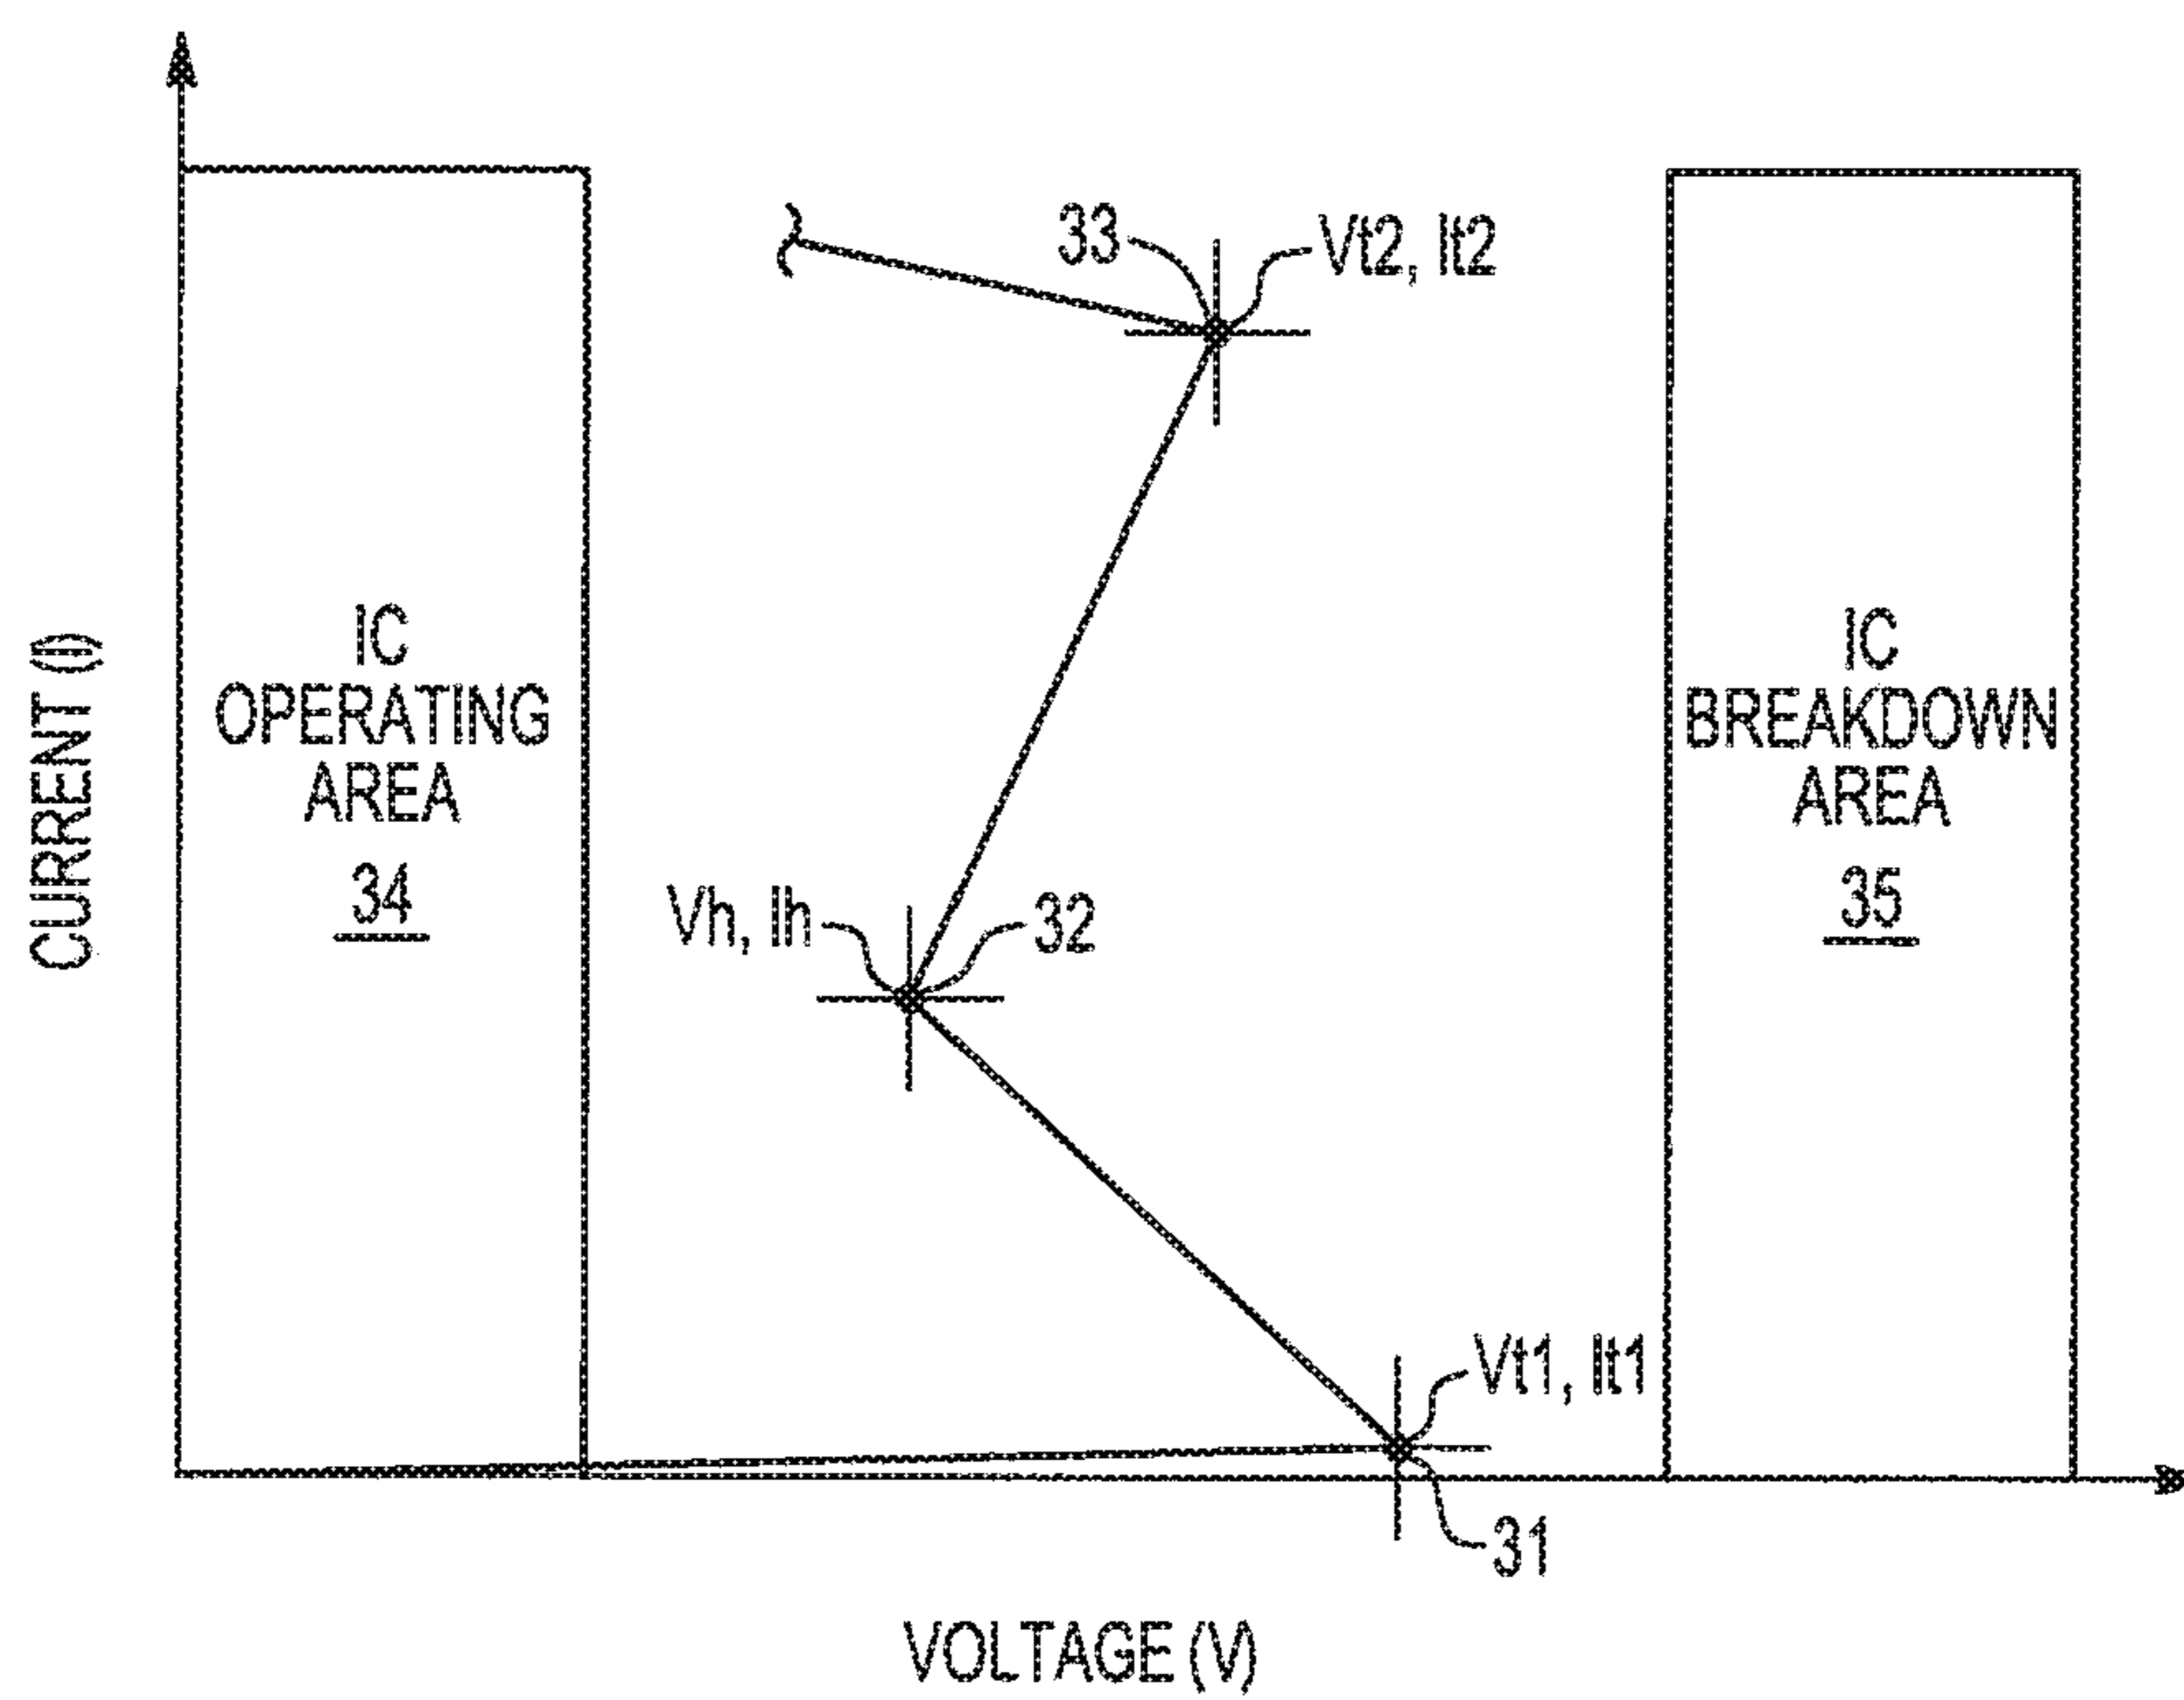 33
Vt2, It2
IC
OPERATING
AREA
34
IC
BREAKDOWN
AREA
35
CURRENT (I)
Vh, Ih
32
Vt1, It1
31
VOLTAGE (V)